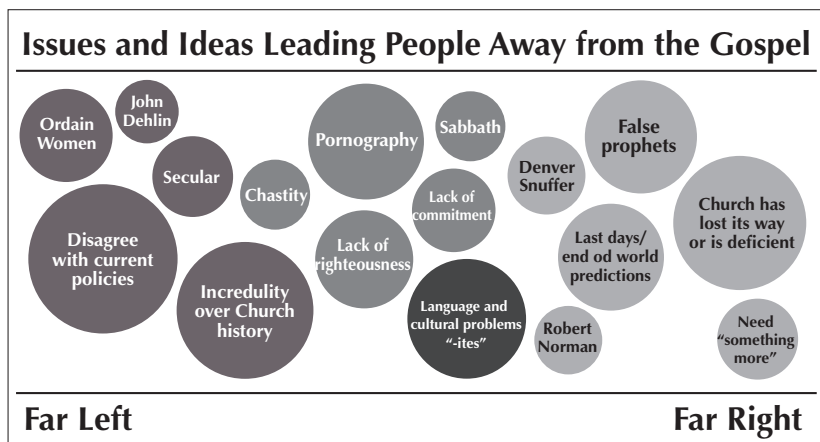 Issues and Ideas Leading People Away from the Gospel
Ordain
Women
John
Dehlin
Secular
Chastity
Disagree
with current
policies
Incredulity
over Church
history
Pornography
Sabbath
Lack of
commitment
Lack of
righteousness
Language and
cultural problems
“-ites”
Denver
Snuffer
False
prophets
Last days/
end od world
predictions
Church has
lost its way
or is deficient
Robert
Norman
Need
“something
more”
Far Left
Far Right